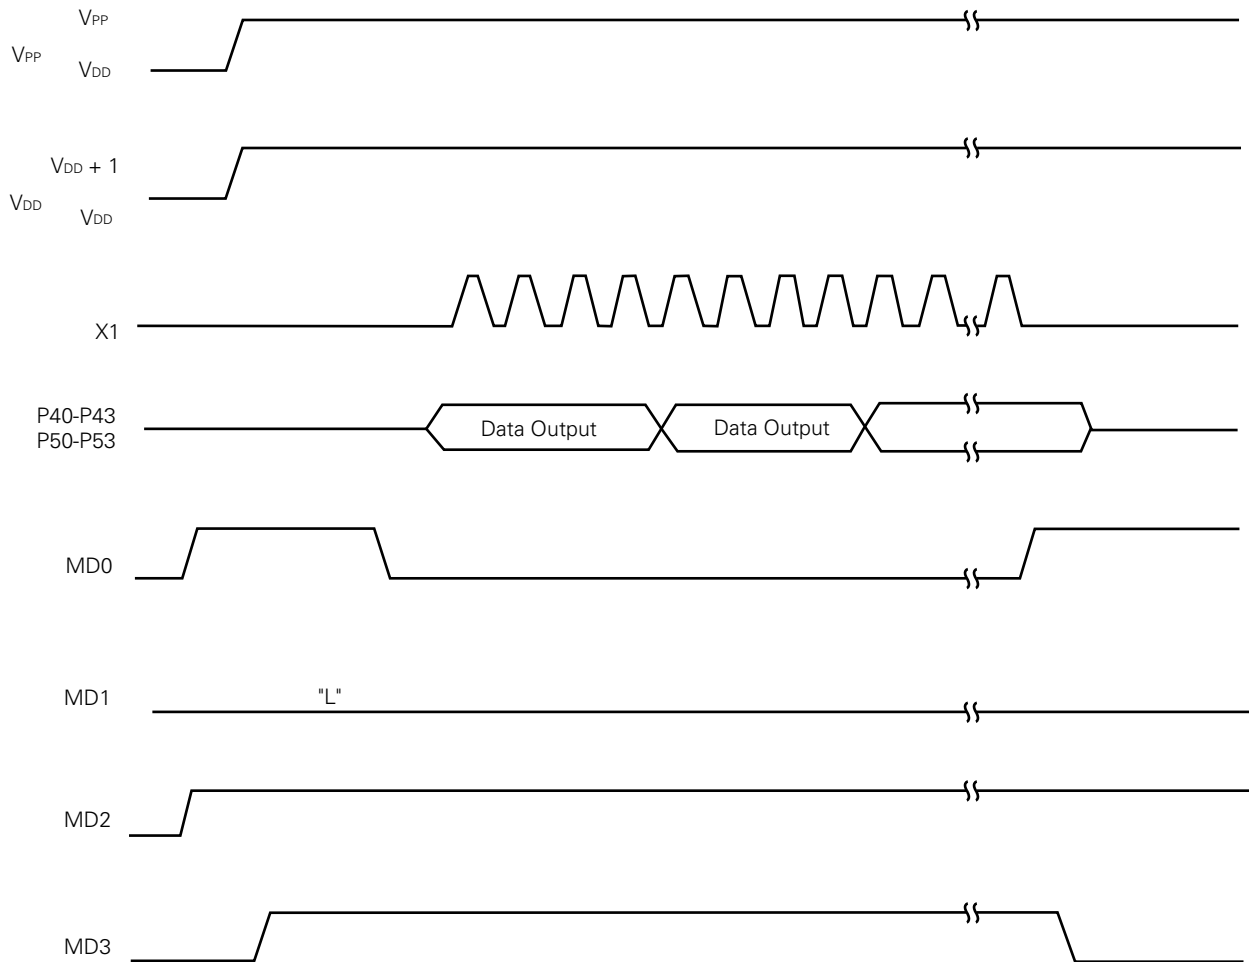 VPP
VPP
VDD
VDD + 1
VDD
VDD
X1
P40-P43
P50-P53
Data Output
Data Output
MD0
MD1
"L"
MD2
MD3